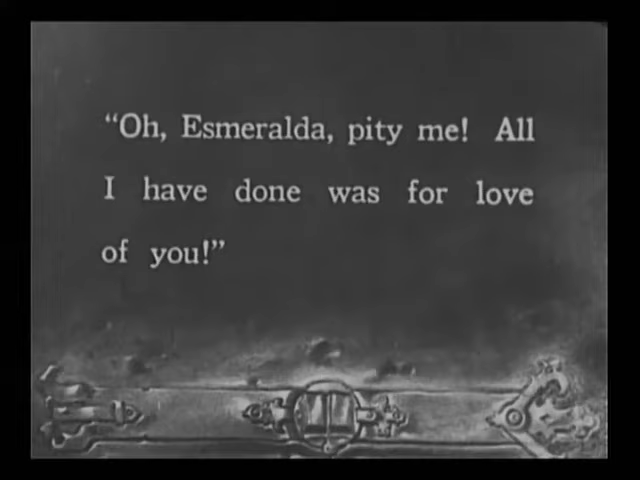 “Oh, Esmeralda, pity me! All
I have done was for love
of you!”